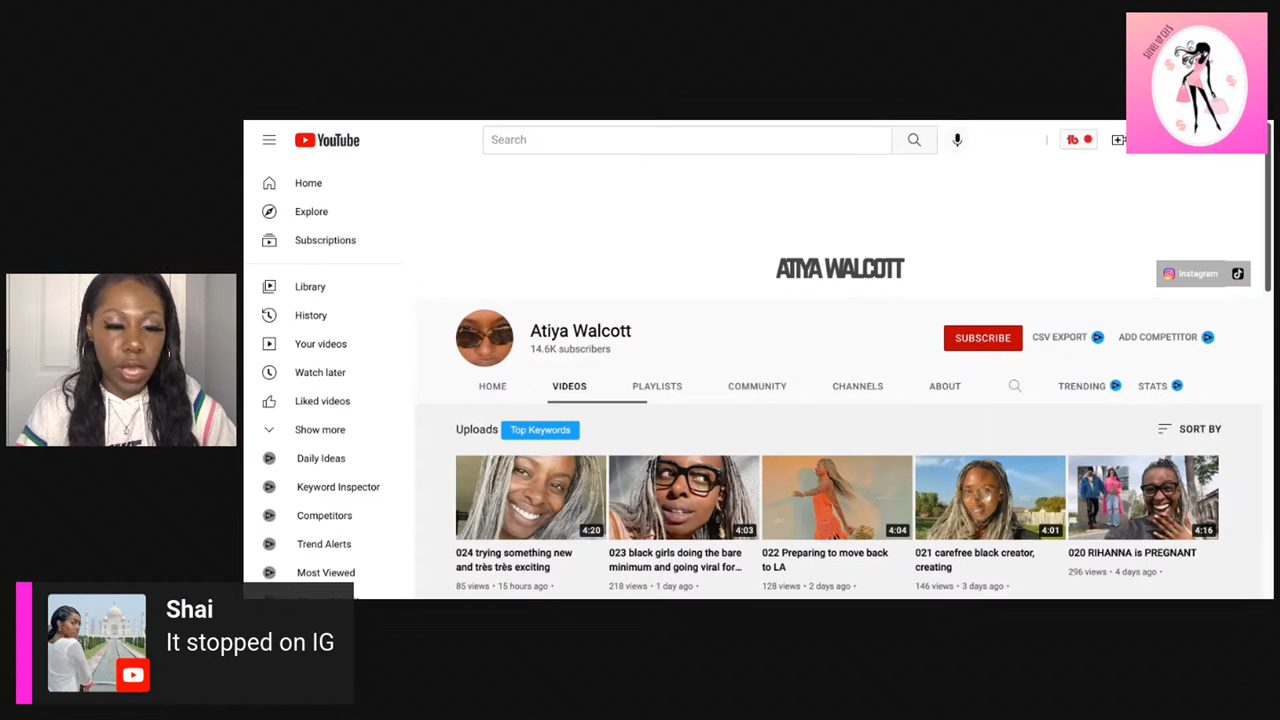 SLEVEL UP CEES
YouTube
Search
Home
Explore
Subscriptions
Library
History
Your videos
Watch later
Liked videos
Show more
Daily Ideas
Keyword Inspector
Competitors
Trend Alerts
Most Viewed
ATIYA WALCOTT
Instagram
Atiya Walcott
14.6K subscribers
SUBSCRIBE
CSV EXPORT
ADD COMPETITOR
HOME
VIDEOS
PLAYLISTS
COMMUNITY
CHANNELS
ABOUT
TRENDING
STATS
Uploads
Top Keywords
SORT BY
4:20
4:03
4:04
4:01
4:16
024 trying something new
and très très exciting
85 views • 15 hours ago •
023 black girls doing the bare
minimum and going viral for...
218 views • 1 day ago •
022 Preparing to move back
to LA
128 views • 2 days ago •
021 carefree black creator,
creating
146 views • 3 days ago •
020 RIHANNA is PREGNANT
296 views • 4 days ago •
Shai
It stopped on IG